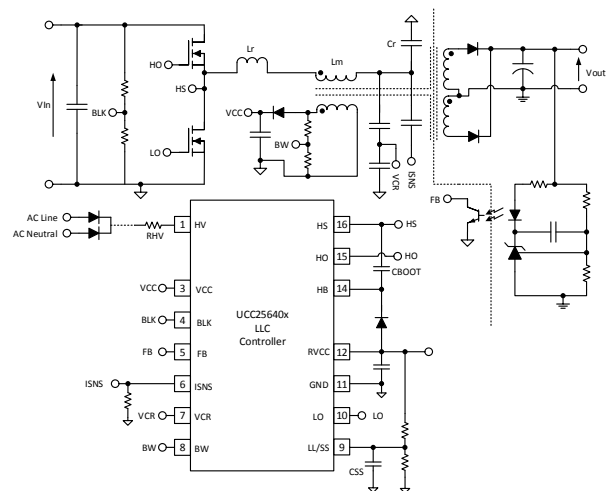 Cr
Lr
Lm
HO
HS
VIn
BLK
VCC
BW
LO
VCR
ISNS
Vout
FB
AC Line
AC Neutral
RHV
1 HV
HS 16 HS
HO 15 HO
CBOOT
VCC 3 VCC
HB 14
BLK 4 BLK
UCC25640x
LLC
Controller
FB 5 FB
RVCC 12
ISNS 6 ISNS
GND 11
VCR 7 VCR
LO 10 LO
BW 8 BW
LL/SS 9
CSS